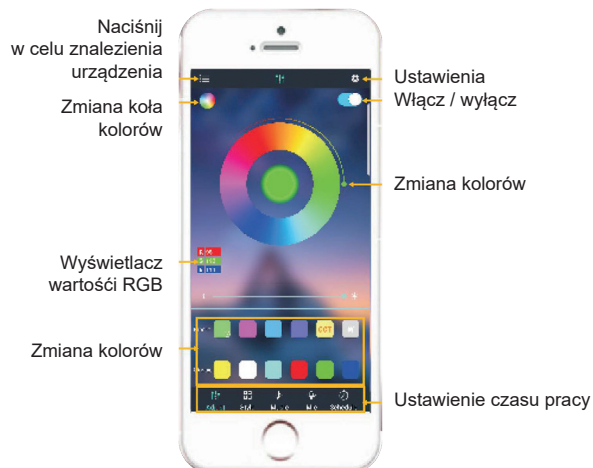 Naciśnij
w celu znalezienia
urządzenia
Ustawienia
Włącz / wyłącz
Zmiana koła
kolorów
Zmiana kolorów
Wyświetlacz
wartośći RGB
Zmiana kolorów
Ustawienie czasu pracy